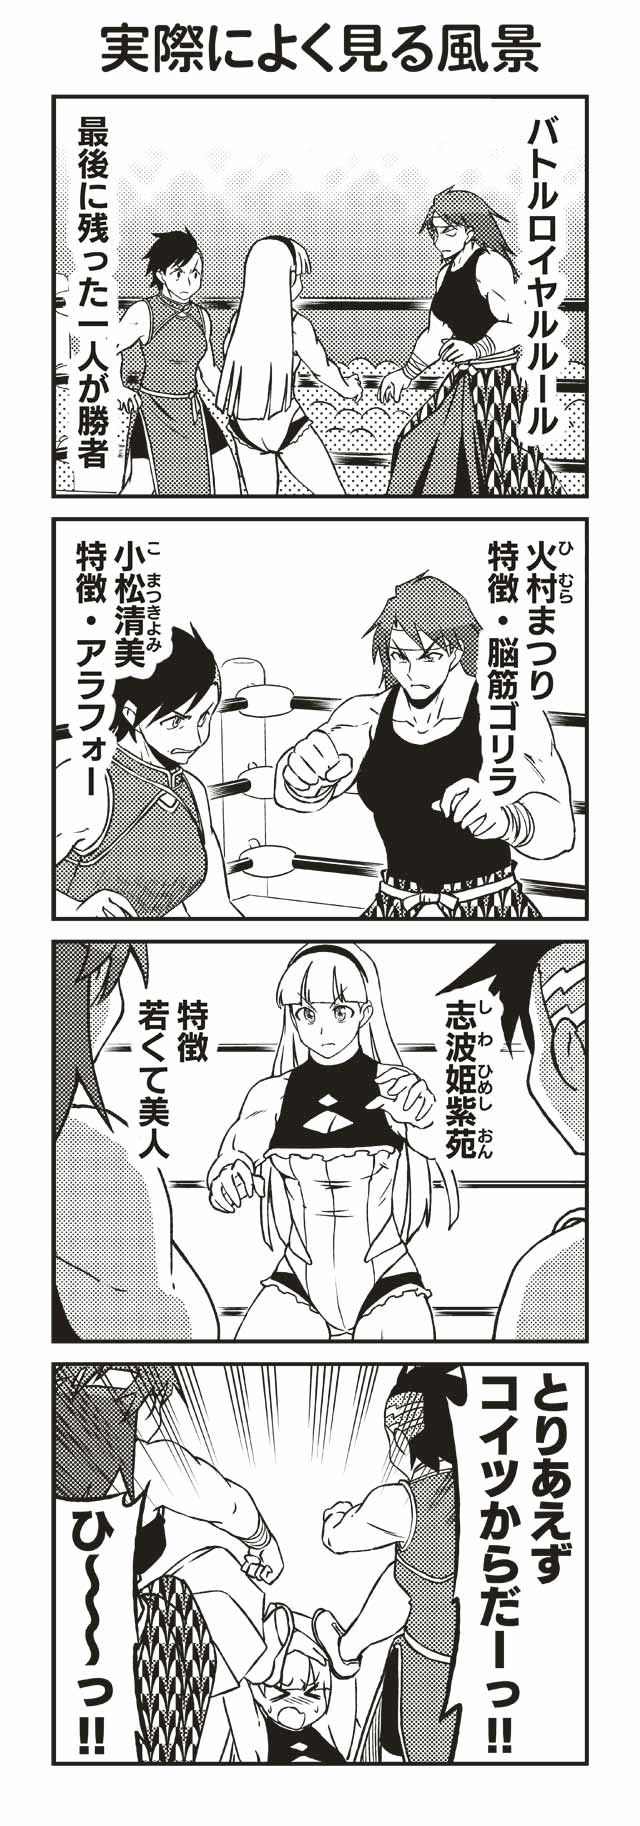 実際によく見る風景
バトルロイヤルルール
最後に残った一人が勝者
火村まつり
ひむら
特徴・脳筋ゴリラ
小松清美
こまつきよみ
特徴・アラフォー
志波姫紫苑
しわひめしおん
特徴
若くて美人
とりあえず
コイツからだーっ!!
ひ〜〜〜っ!!